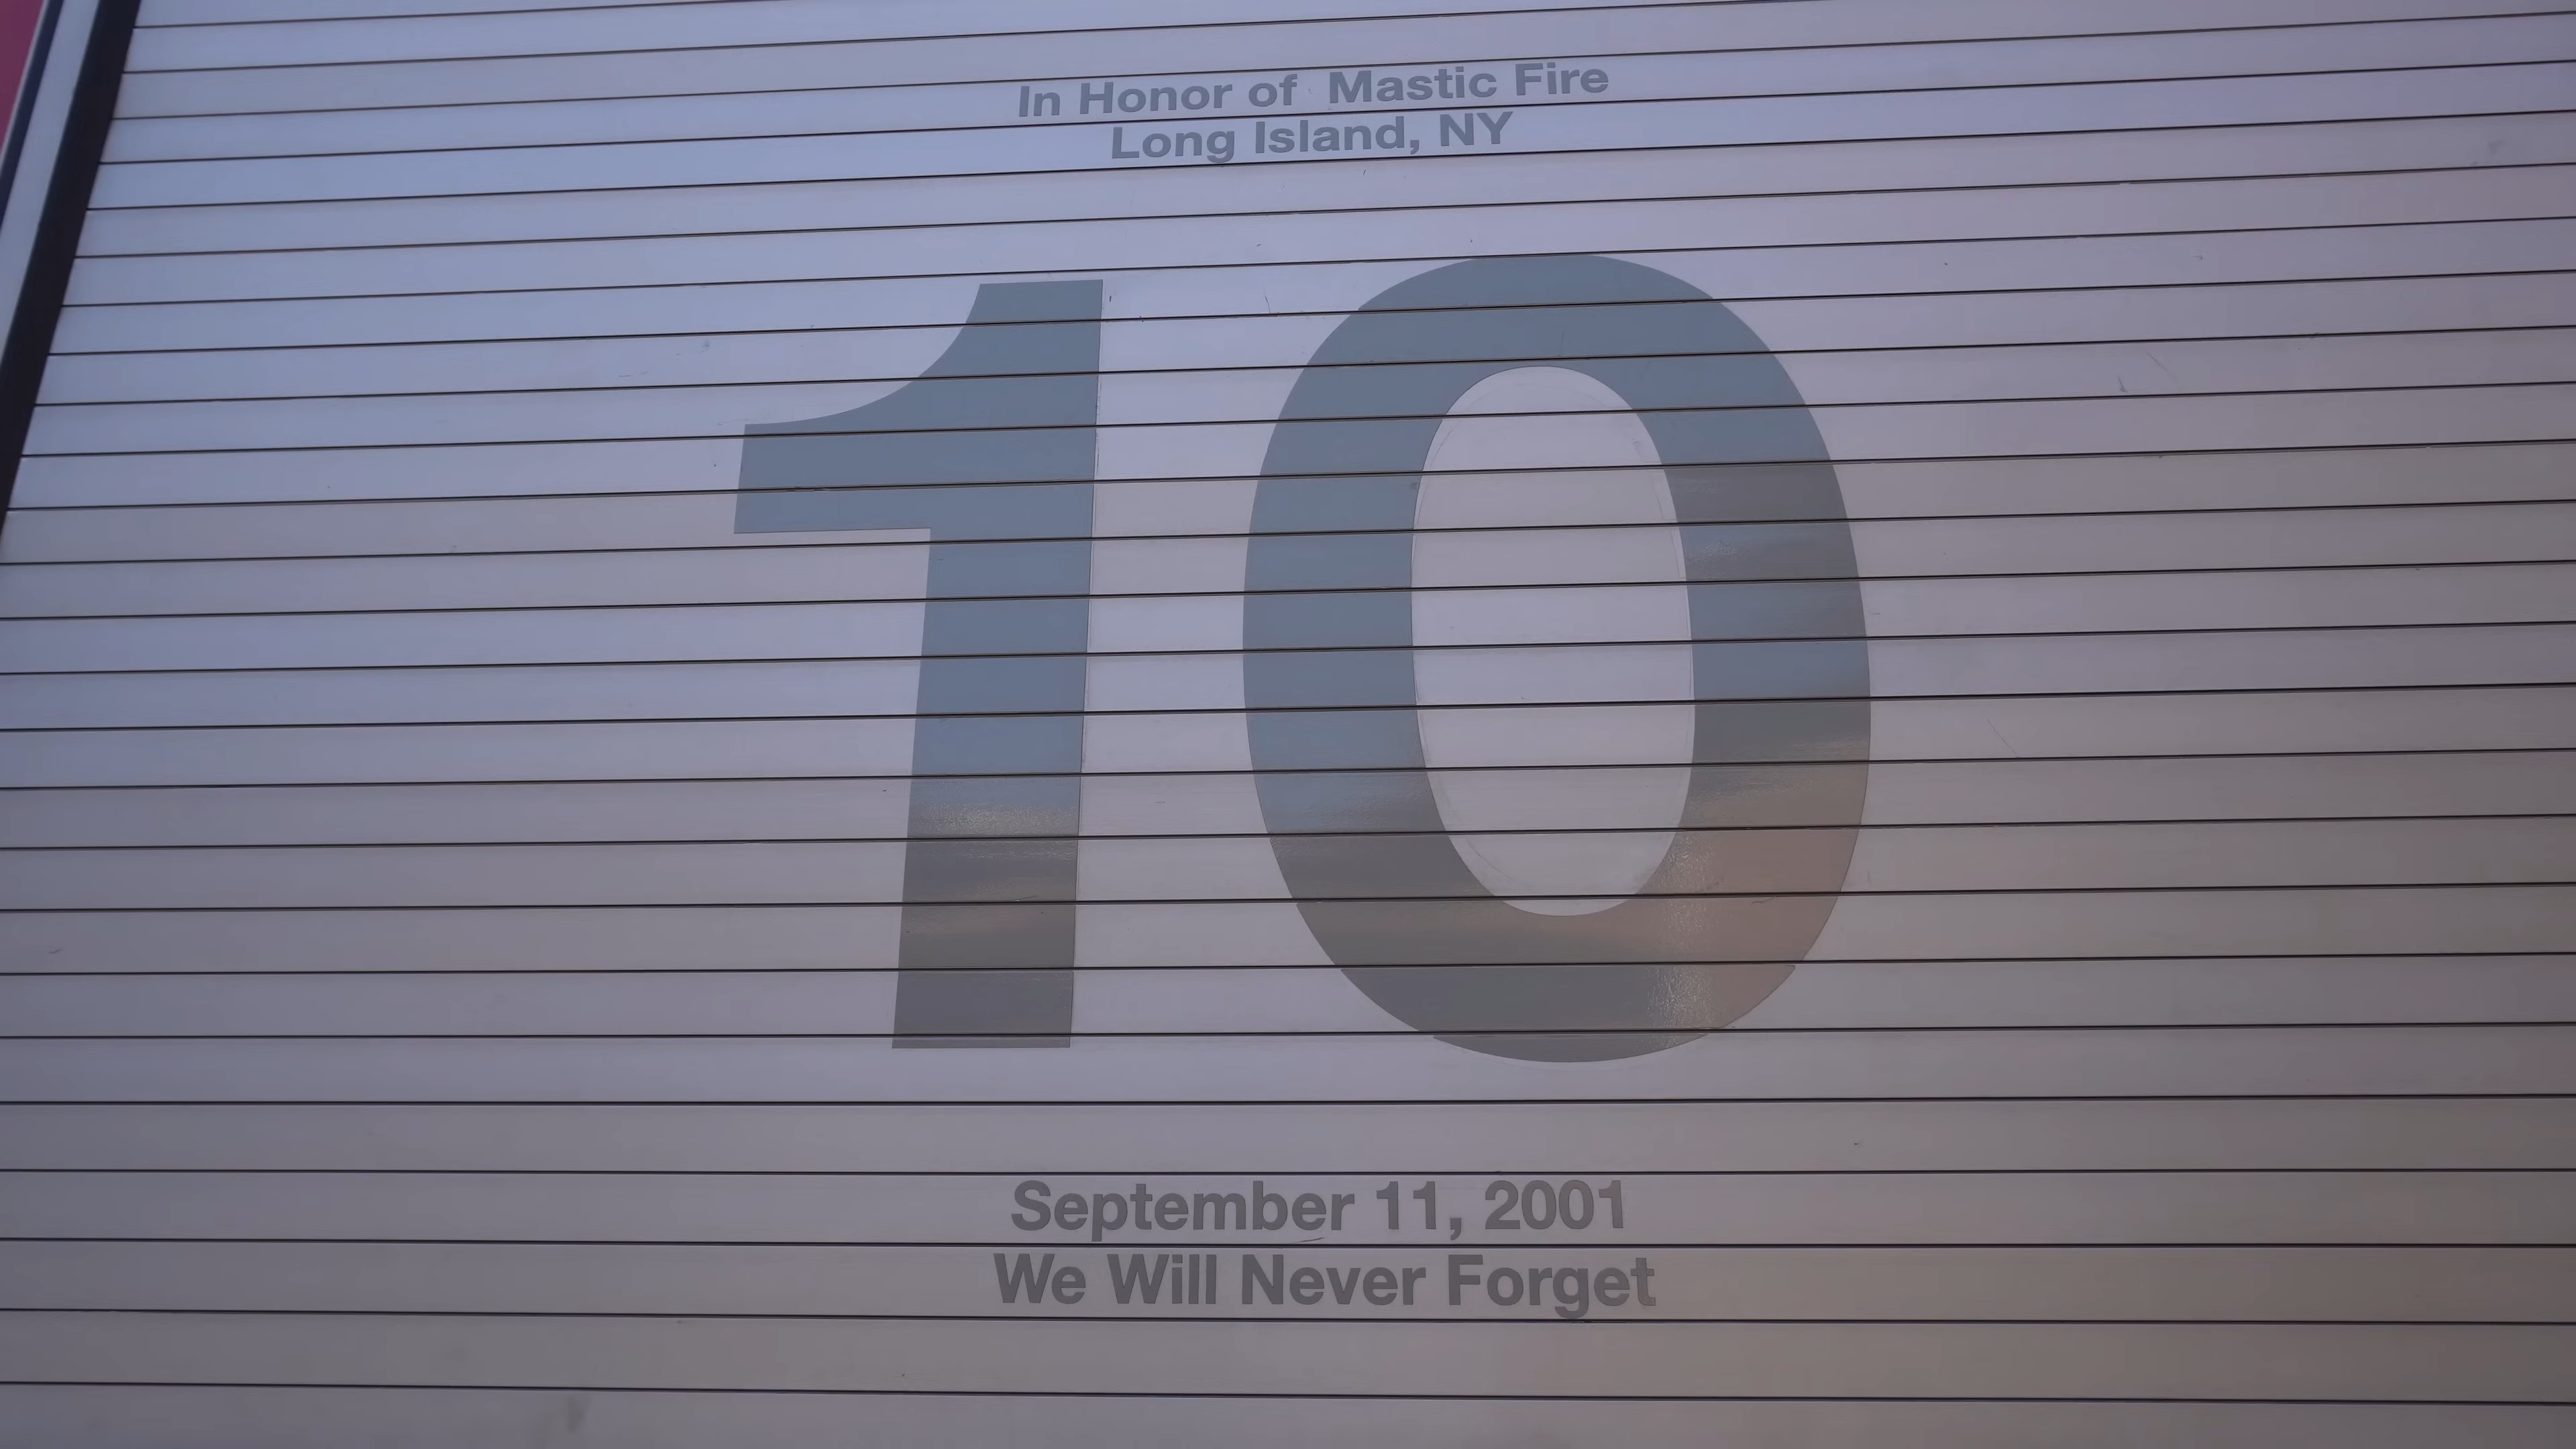 In Honor of Mastic Fire
Long Island, NY
10
September 11, 2001
We Will Never Forget